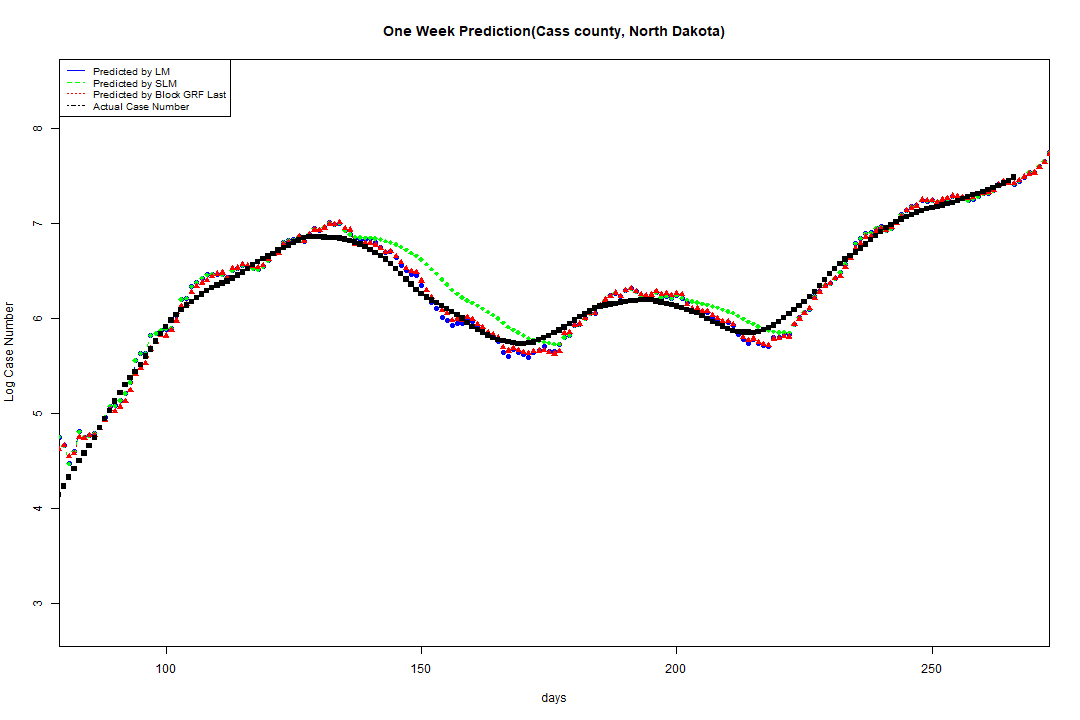 One Week Prediction(Cass county, North Dakota)
Predicted by LM
Predicted by SLM
Predicted by Block GRF Last
Actual Case Number
8
7
6
5
4
3
Log Case Number
100
150
200
250
days